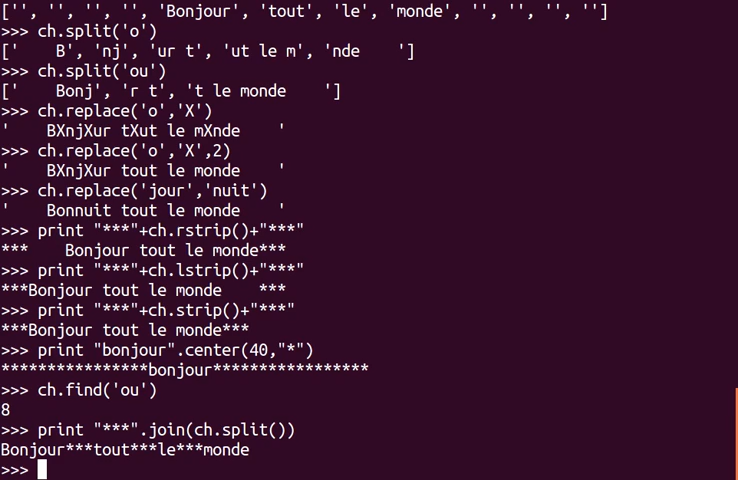 ['', '', '', '', 'Bonjour', 'tout', 'le', 'monde', '', '', '', '']
>>> ch.split('o')
['    B', 'nj', 'ur t', 'ut le m', 'nde    ']
>>> ch.split('ou')
['    Bonj', 'r t', 't le monde    ']
>>> ch.replace('o','X')
'    BXnjXur tXut le mXnde    '
>>> ch.replace('o','X',2)
'    BXnjXur tout le monde    '
>>> ch.replace('jour','nuit')
'    Bonnuit tout le monde    '
>>> print "***"+ch.rstrip()+"***"
***    Bonjour tout le monde***
>>> print "***"+ch.lstrip()+"***"
***Bonjour tout le monde    ***
>>> print "***"+ch.strip()+"***"
***Bonjour tout le monde***
>>> print "bonjour".center(40,"*")
****************bonjour*****************
>>> ch.find('ou')
8
>>> print "***".join(ch.split())
Bonjour***tout***le***monde
>>>